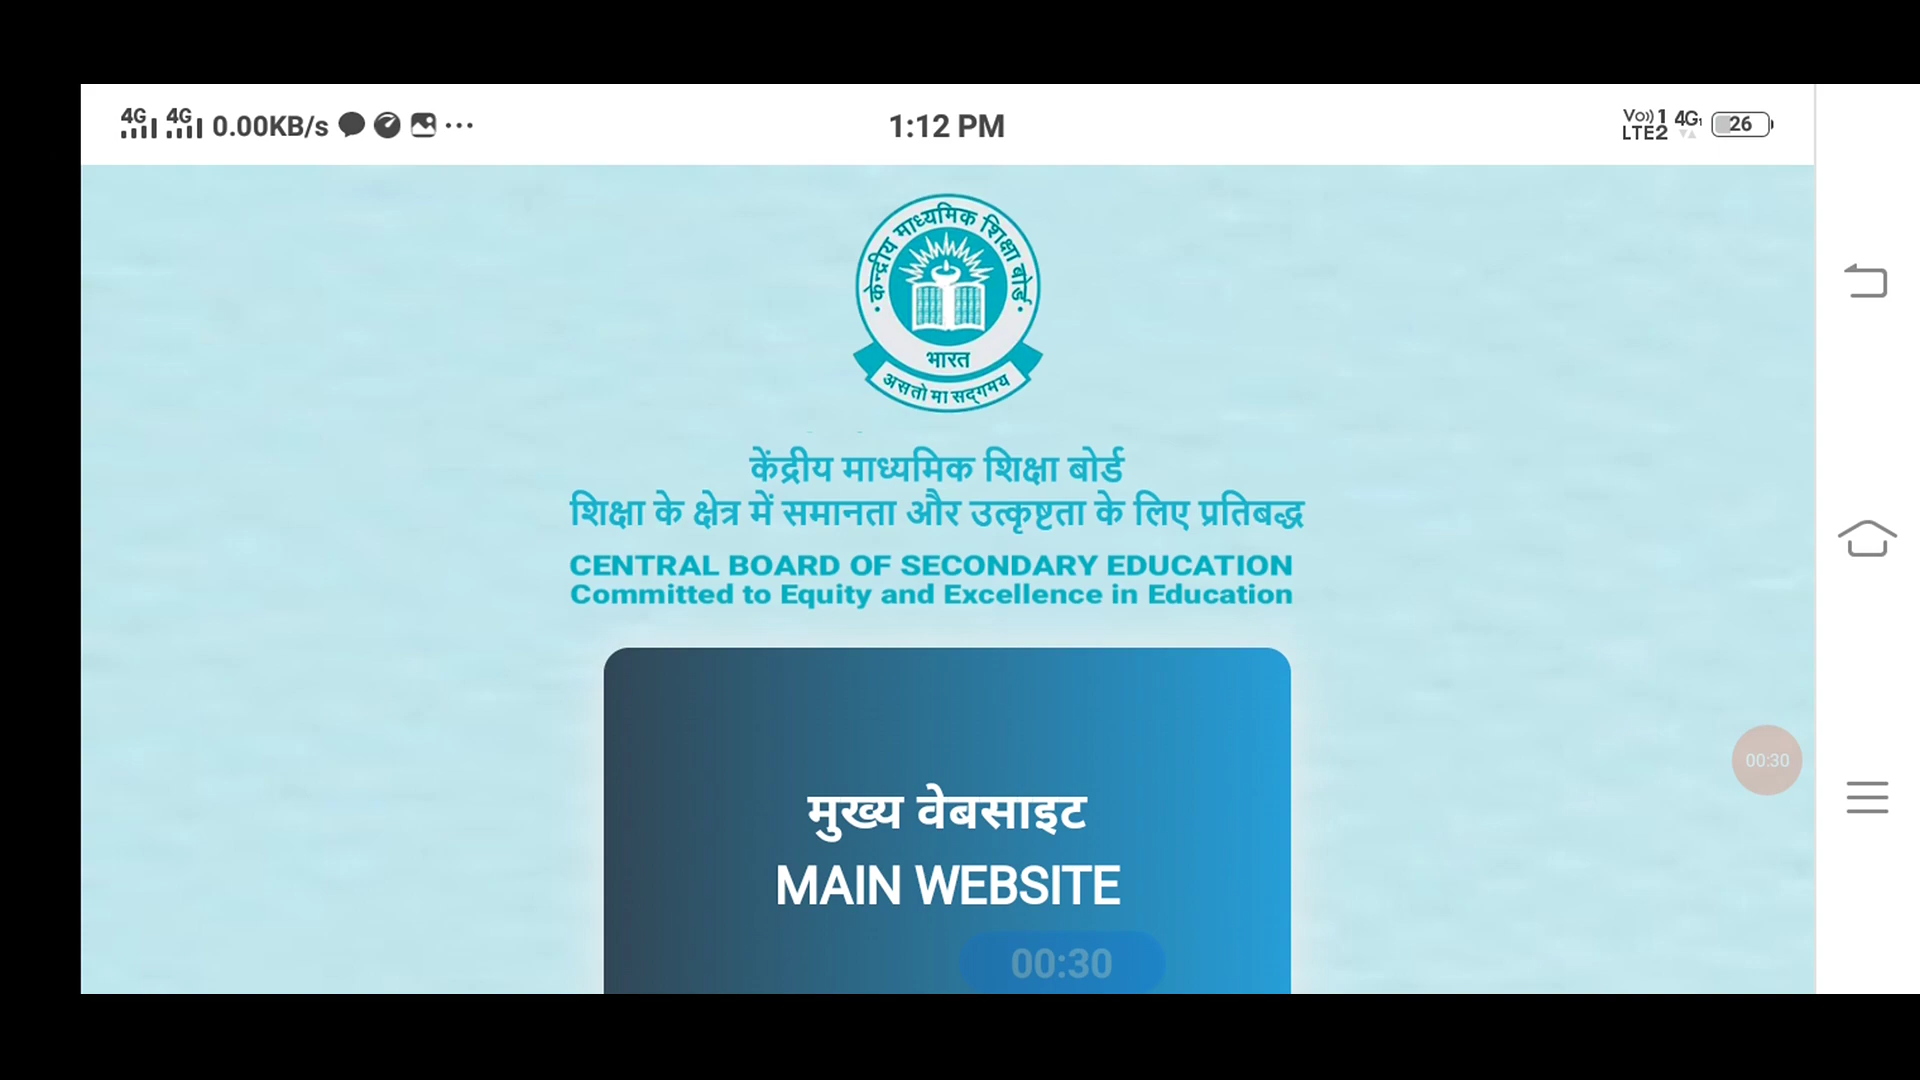 4G 4G 0.00KB/s ... 1:12 PM Vo)) 1 4G1 26
LTE2
केन्द्रीय माध्यमिक शिक्षा बोर्ड
भारत
असतो मा सद्गमय
केंद्रीय माध्यमिक शिक्षा बोर्ड
शिक्षा के क्षेत्र में समानता और उत्कृष्टता के लिए प्रतिबद्ध
CENTRAL BOARD OF SECONDARY EDUCATION
Committed to Equity and Excellence in Education
00:30
मुख्य वेबसाइट
MAIN WEBSITE
00:30